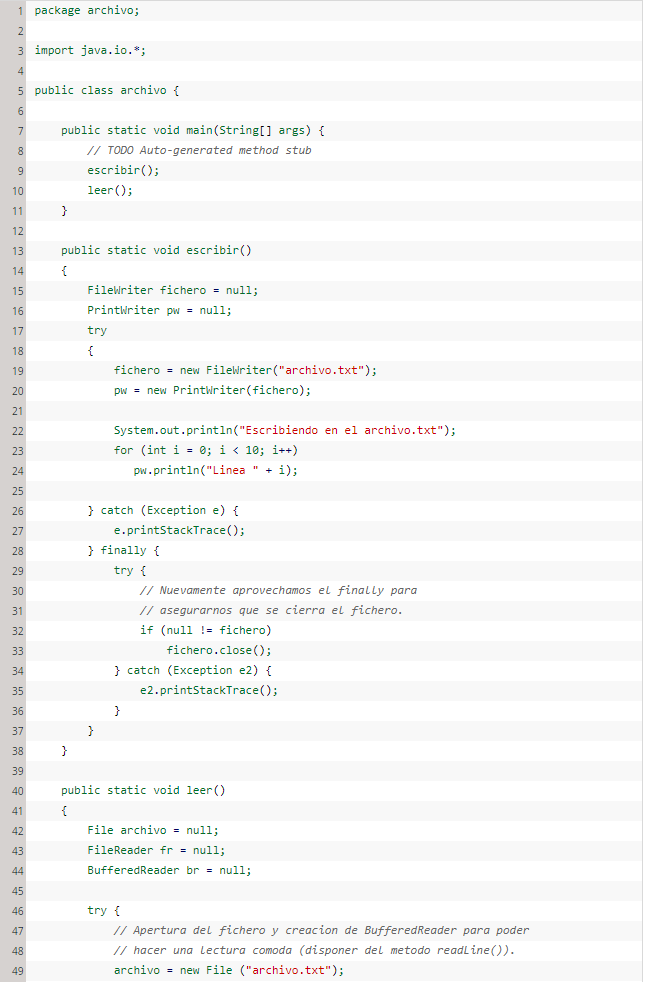 1 package archivo;
2
3 import java.io.*;
4
5 public class archivo {
6
7     public static void main(String[] args) {
8         // TODO Auto-generated method stub
9         escribir();
10         leer();
11     }
12
13     public static void escribir()
14     {
15         FileWriter fichero = null;
16         PrintWriter pw = null;
17         try
18         {
19             fichero = new FileWriter("archivo.txt");
20             pw = new PrintWriter(fichero);
21
22             System.out.println("Escribiendo en el archivo.txt");
23             for (int i = 0; i < 10; i++)
24                pw.println("Linea " + i);
25
26         } catch (Exception e) {
27             e.printStackTrace();
28         } finally {
29             try {
30                 // Nuevamente aprovechamos el finally para
31                 // asegurarnos que se cierra el fichero.
32                 if (null != fichero)
33                     fichero.close();
34             } catch (Exception e2) {
35                 e2.printStackTrace();
36             }
37         }
38     }
39
40     public static void leer()
41     {
42         File archivo = null;
43         FileReader fr = null;
44         BufferedReader br = null;
45
46         try {
47             // Apertura del fichero y creacion de BufferedReader para poder
48             // hacer una lectura comoda (disponer del metodo readLine()).
49             archivo = new File ("archivo.txt");